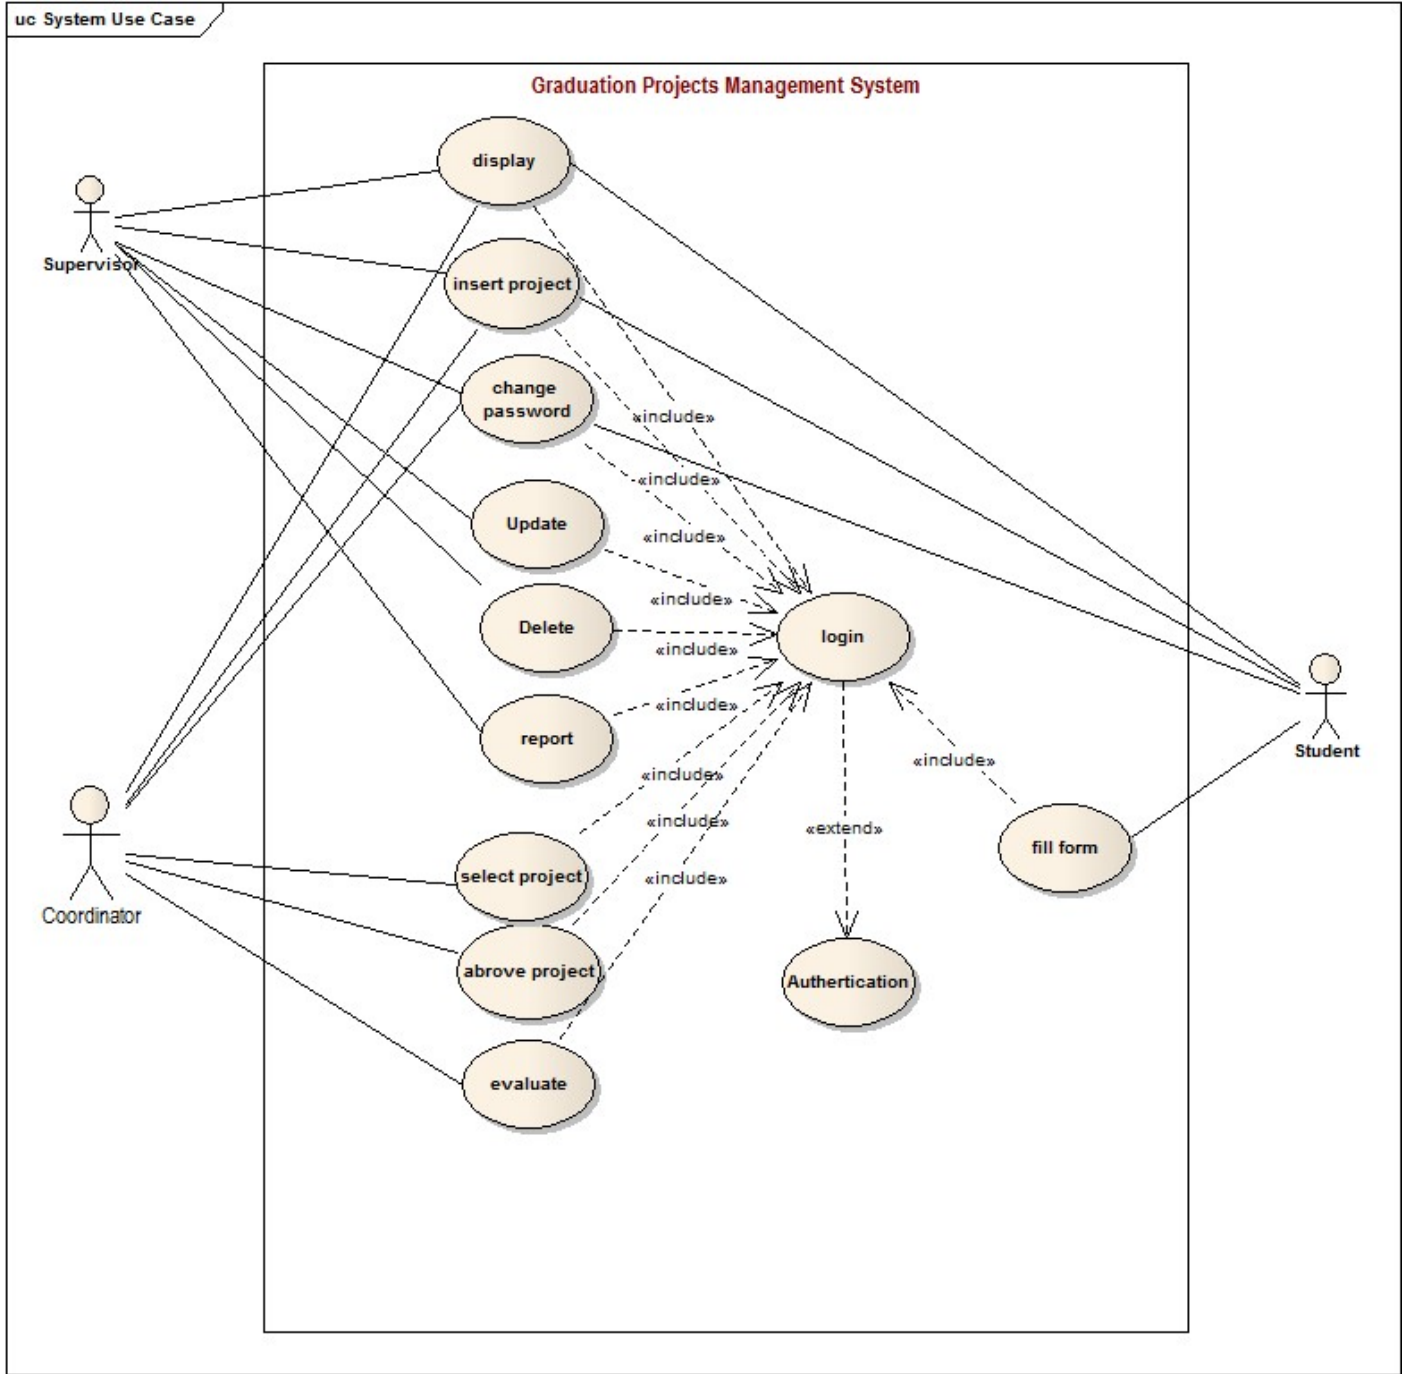 uc System Use Case
Graduation Projects Management System
display
Supervisor
insert project
change
password
«include»
«include»
Update
«include»
«include»
Delete
login
«include»
report
«include»
Student
«include»
«include»
Coordinator
«include»
«extend»
fill form
select project
«include»
abrove project
Authertication
evaluate